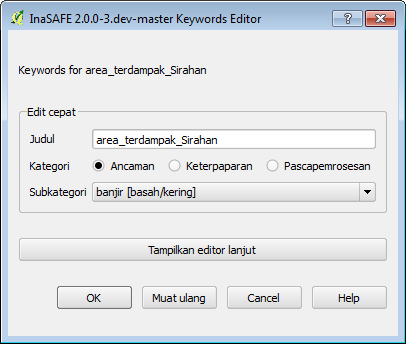 InaSAFE 2.0.0-3.dev-master Keywords Editor
Keywords for area_terdampak_Sirahan
Edit cepat
Judul area_terdampak_Sirahan
Kategori Ancaman Keterpaparan Pascapemrosesan
Subkategori banjir [basah/kering]
Tampilkan editor lanjut
OK Muat ulang Cancel Help